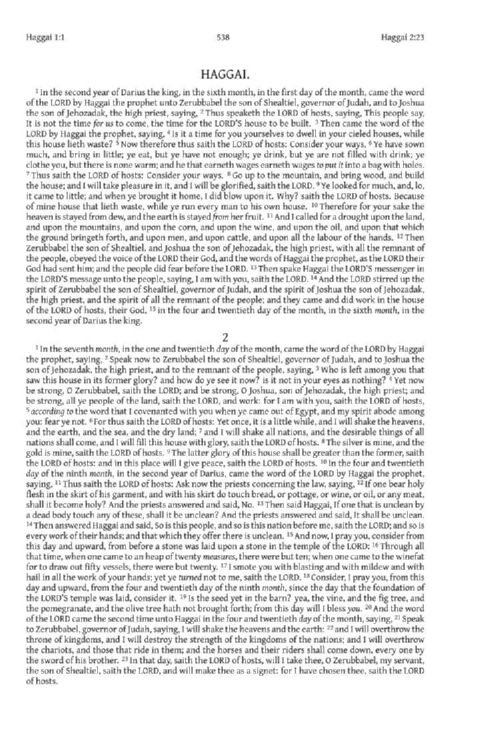 Haggai 1:1 538 Haggai 2:23
HAGGAI.
1 In the second year of Darius the king, in the sixth month, in the first day of the month, came the word
of the LORD by Haggai the prophet unto Zerubbabel the son of Shealtiel, governor of Judah, and to Joshua
the son of Jehozadak, the high priest, saying, 2 Thus speaketh the LORD of hosts, saying, This people say,
It is not the time for us to come, the time for the LORD'S house to be built. 3 Then came the word of the
LORD by Haggai the prophet, saying, 4 Is it a time for you yourselves to dwell in your cieled houses, while
this house lieth waste? 5 Now therefore thus saith the LORD of hosts: Consider your ways. 6 Ye have sown
much, and bring in little; ye eat, but ye have not enough; ye drink, but ye are not filled with drink; ye
clothe you, but there is none warm; and he that earneth wages earneth wages to put it into a bag with holes.
7 Thus saith the LORD of hosts: Consider your ways. 8 Go up to the mountain, and bring wood, and build
the house; and I will take pleasure in it, and I will be glorified, saith the LORD. 9 Ye looked for much, and, lo,
it came to little; and when ye brought it home, I did blow upon it. Why? saith the LORD of hosts. Because
of mine house that lieth waste, while ye run every man to his own house. 10 Therefore for your sake the
heaven is stayed from dew, and the earth is stayed from her fruit. 11 And I called for a drought upon the land,
and upon the mountains, and upon the corn, and upon the wine, and upon the oil, and upon that which
the ground bringeth forth, and upon men, and upon cattle, and upon all the labour of the hands. 12 Then
Zerubbabel the son of Shealtiel, and Joshua the son of Jehozadak, the high priest, with all the remnant of
the people, obeyed the voice of the LORD their God, and the words of Haggai the prophet, as the LORD their
God had sent him; and the people did fear before the LORD. 13 Then spake Haggai the LORD'S messenger in
the LORD'S message unto the people, saying, I am with you, saith the LORD. 14 And the LORD stirred up the
spirit of Zerubbabel the son of Shealtiel, governor of Judah, and the spirit of Joshua the son of Jehozadak,
the high priest, and the spirit of all the remnant of the people; and they came and did work in the house
of the LORD of hosts, their God, 15 in the four and twentieth day of the month, in the sixth month, in the
second year of Darius the king.
2
1 In the seventh month, in the one and twentieth day of the month, came the word of the LORD by Haggai
the prophet, saying, 2 Speak now to Zerubbabel the son of Shealtiel, governor of Judah, and to Joshua the
son of Jehozadak, the high priest, and to the remnant of the people, saying, 3 Who is left among you that
saw this house in its former glory? and how do ye see it now? is it not in your eyes as nothing? 4 Yet now
be strong, O Zerubbabel, saith the LORD; and be strong, O Joshua, son of Jehozadak, the high priest; and
be strong, all ye people of the land, saith the LORD, and work: for I am with you, saith the LORD of hosts,
5 according to the word that I covenanted with you when ye came out of Egypt, and my spirit abode among
you: fear ye not. 6 For thus saith the LORD of hosts: Yet once, it is a little while, and I will shake the heavens,
and the earth, and the sea, and the dry land; 7 and I will shake all nations, and the desirable things of all
nations shall come, and I will fill this house with glory, saith the LORD of hosts. 8 The silver is mine, and the
gold is mine, saith the LORD of hosts. 9 The latter glory of this house shall be greater than the former, saith
the LORD of hosts: and in this place will I give peace, saith the LORD of hosts. 10 In the four and twentieth
day of the ninth month, in the second year of Darius, came the word of the LORD by Haggai the prophet,
saying, 11 Thus saith the LORD of hosts: Ask now the priests concerning the law, saying, 12 If one bear holy
flesh in the skirt of his garment, and with his skirt do touch bread, or pottage, or wine, or oil, or any meat,
shall it become holy? And the priests answered and said, No. 13 Then said Haggai, If one that is unclean by
a dead body touch any of these, shall it be unclean? And the priests answered and said, It shall be unclean.
14 Then answered Haggai and said, So is this people, and so is this nation before me, saith the LORD; and so is
every work of their hands; and that which they offer there is unclean. 15 And now, I pray you, consider from
this day and upward, from before a stone was laid upon a stone in the temple of the LORD: 16 Through all
that time, when one came to an heap of twenty measures, there were but ten; when one came to the winefat
for to draw out fifty vessels, there were but twenty. 17 I smote you with blasting and with mildew and with
hail in all the work of your hands; yet ye turned not to me, saith the LORD. 18 Consider, I pray you, from this
day and upward, from the four and twentieth day of the ninth month, since the day that the foundation of
the LORD'S temple was laid, consider it. 19 Is the seed yet in the barn? yea, the vine, and the fig tree, and
the pomegranate, and the olive tree hath not brought forth; from this day will I bless you. 20 And the word
of the LORD came the second time unto Haggai in the four and twentieth day of the month, saying, 21 Speak
to Zerubbabel, governor of Judah, saying, I will shake the heavens and the earth: 22 and I will overthrow the
throne of kingdoms, and I will destroy the strength of the kingdoms of the nations; and I will overthrow
the chariots, and those that ride in them; and the horses and their riders shall come down, every one by
the sword of his brother. 23 In that day, saith the LORD of hosts, will I take thee, O Zerubbabel, my servant,
the son of Shealtiel, saith the LORD, and will make thee as a signet: for I have chosen thee, saith the LORD
of hosts.